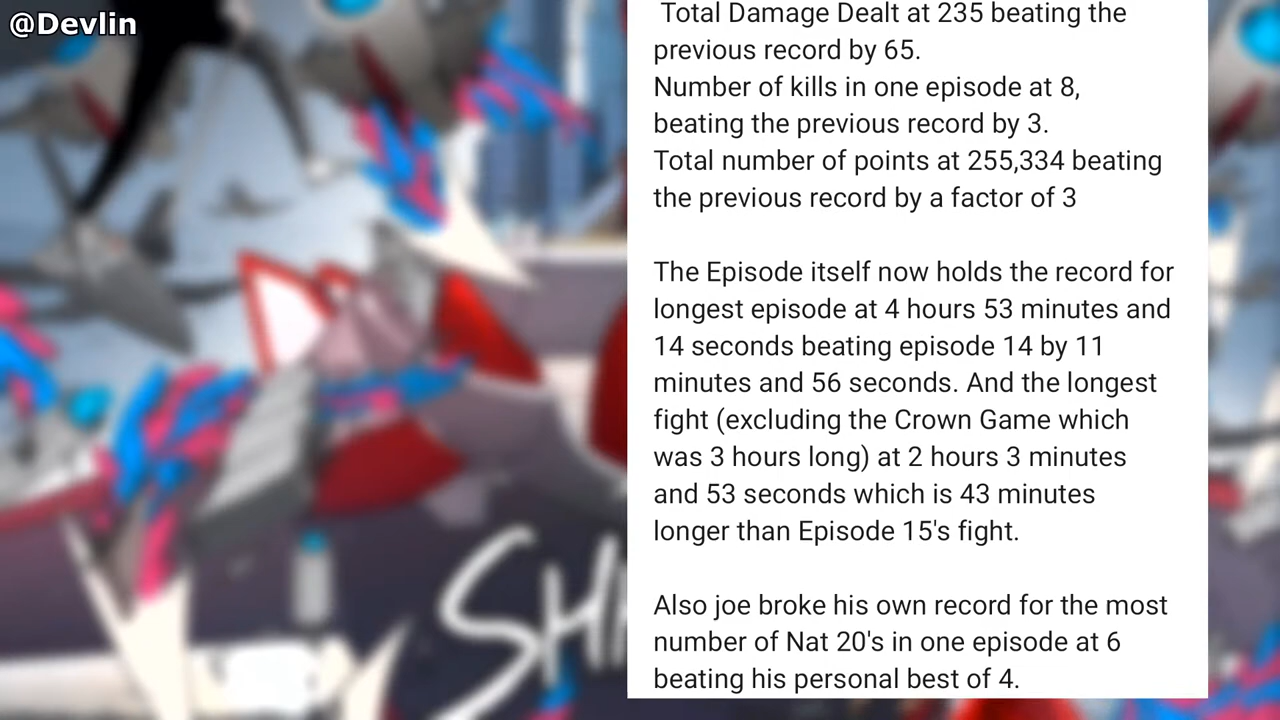 @Devlin
Total Damage Dealt at 235 beating the
previous record by 65.
Number of kills in one episode at 8,
beating the previous record by 3.
Total number of points at 255,334 beating
the previous record by a factor of 3
The Episode itself now holds the record for
longest episode at 4 hours 53 minutes and
14 seconds beating episode 14 by 11
minutes and 56 seconds. And the longest
fight (excluding the Crown Game which
was 3 hours long) at 2 hours 3 minutes
and 53 seconds which is 43 minutes
longer than Episode 15's fight.
Also joe broke his own record for the most
number of Nat 20's in one episode at 6
beating his personal best of 4.